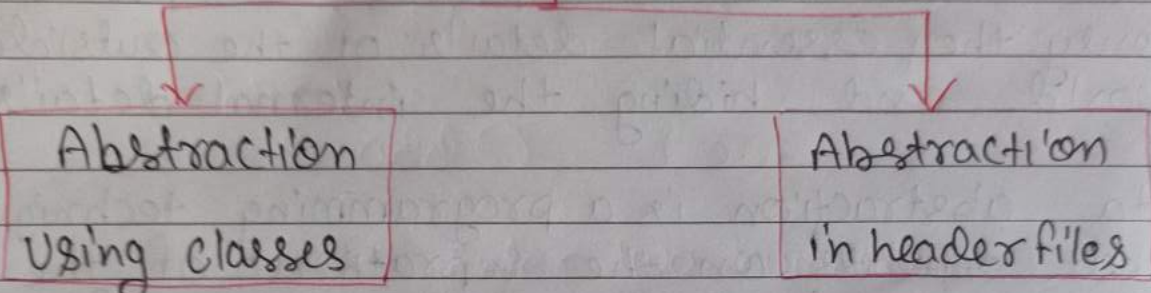 Abstraction
Using classes
Abstraction
in header files